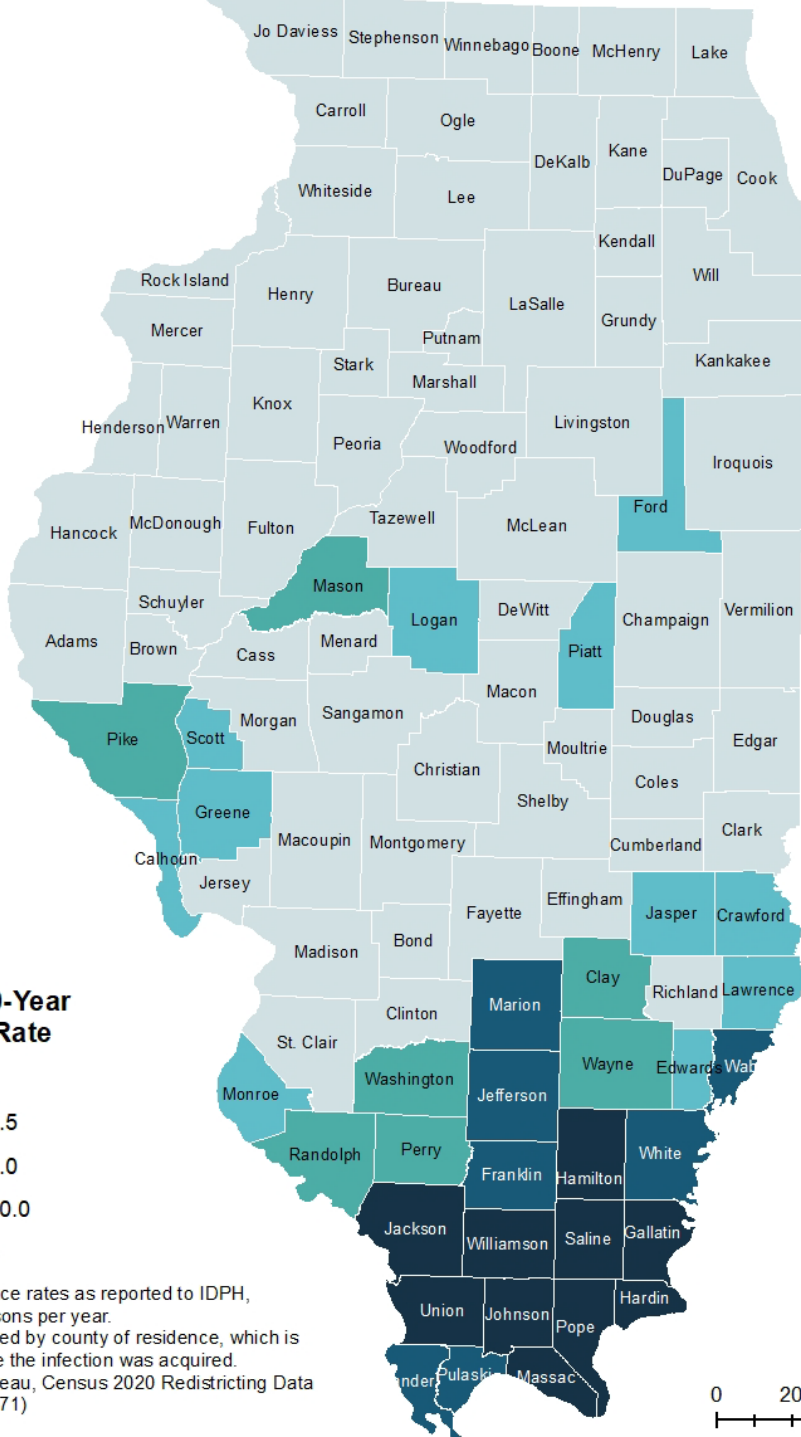 Jo Daviess
Stephenson
Winnebago
Boone
McHenry
Lake
Carroll
Ogle
DeKalb
Kane
DuPage
Cook
Whiteside
Lee
Kendall
Rock Island
Henry
Bureau
LaSalle
Will
Grundy
Mercer
Putnam
Stark
Marshall
Kankakee
Henderson
Warren
Knox
Peoria
Woodford
Livingston
Iroquois
Ford
Hancock
McDonough
Fulton
Tazewell
McLean
Mason
Schuyler
Logan
DeWitt
Champaign
Vermilion
Adams
Brown
Cass
Menard
Piatt
Macon
Pike
Scott
Morgan
Sangamon
Douglas
Edgar
Moultrie
Christian
Coles
Shelby
Greene
Macoupin
Montgomery
Cumberland
Clark
Calhoun
Jersey
Fayette
Effingham
Jasper
Crawford
Madison
Bond
Clay
Richland
Lawrence
-Year
Rate
Marion
Clinton
St. Clair
Washington
Wayne
Edwards
Wab
Monroe
Jefferson
.5
Randolph
Perry
White
.0
Franklin
Hamilton
0.0
Jackson
Williamson
Saline
Gallatin
ce rates as reported to IDPH,
sons per year.
ed by county of residence, which is
e the infection was acquired.
eau, Census 2020 Redistricting Data
71)
Union
Johnson
Pope
Hardin
nder
Pulaski
Massac
0 20